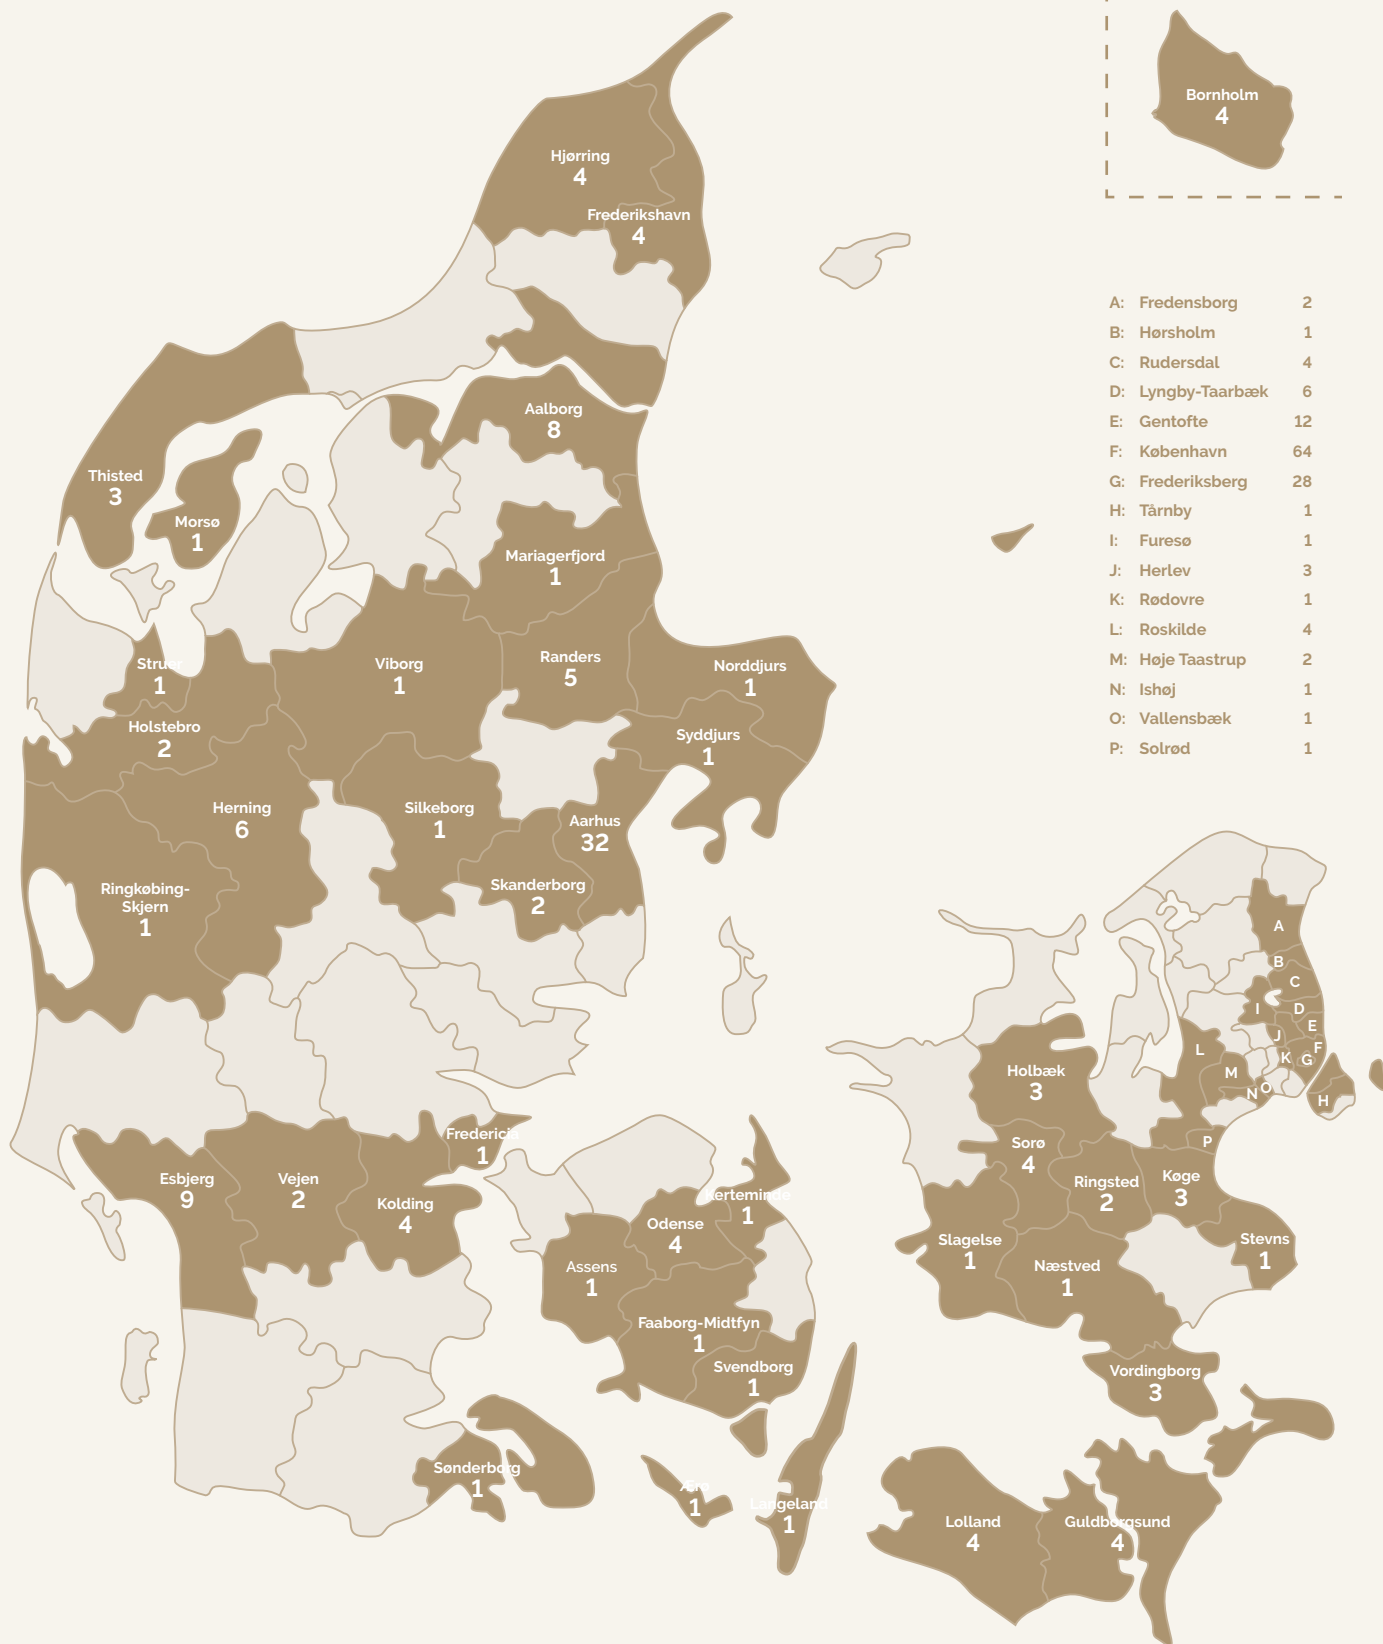 Bornholm
4
Hjørring
4
Frederikshavn
4
A: Fredensborg 2
B: Hørsholm 1
C: Rudersdal 4
D: Lyngby-Taarbæk 6
E: Gentofte 12
F: København 64
G: Frederiksberg 28
H: Tårnby 1
I: Furesø 1
J: Herlev 3
K: Rødovre 1
L: Roskilde 4
M: Høje Taastrup 2
N: Ishøj 1
O: Vallensbæk 1
P: Solrød 1
Aalborg
8
Thisted
3
Morsø
1
Mariagerfjord
1
Struer
1
Viborg
1
Randers
5
Norddjurs
1
Holstebro
2
Syddjurs
1
Herning
6
Silkeborg
1
Aarhus
32
Ringkøbing-
Skjern
1
Skanderborg
2
A
B
C
I
D
E
J
F
L
K
G
M
O
N
H
P
Holbæk
3
Sorø
4
Ringsted
2
Køge
3
Fredericia
1
Esbjerg
9
Vejen
2
Kolding
4
Kerteminde
1
Odense
4
Assens
1
Slagelse
1
Næstved
1
Stevns
1
Faaborg-Midtfyn
1
Svendborg
1
Vordingborg
3
Sønderborg
1
Ærø
1
Langeland
1
Lolland
4
Guldborgsund
4